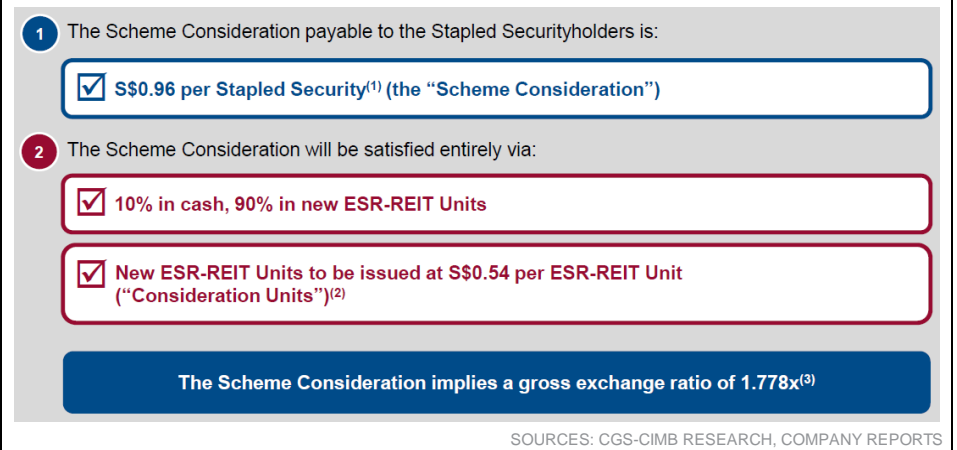 1 The Scheme Consideration payable to the Stapled Securityholders is:
S$0.96 per Stapled Security(1) (the “Scheme Consideration”)
2 The Scheme Consideration will be satisfied entirely via:
10% in cash, 90% in new ESR-REIT Units
New ESR-REIT Units to be issued at S$0.54 per ESR-REIT Unit
(“Consideration Units”)(2)
The Scheme Consideration implies a gross exchange ratio of 1.778x(3)
SOURCES: CGS-CIMB RESEARCH, COMPANY REPORTS